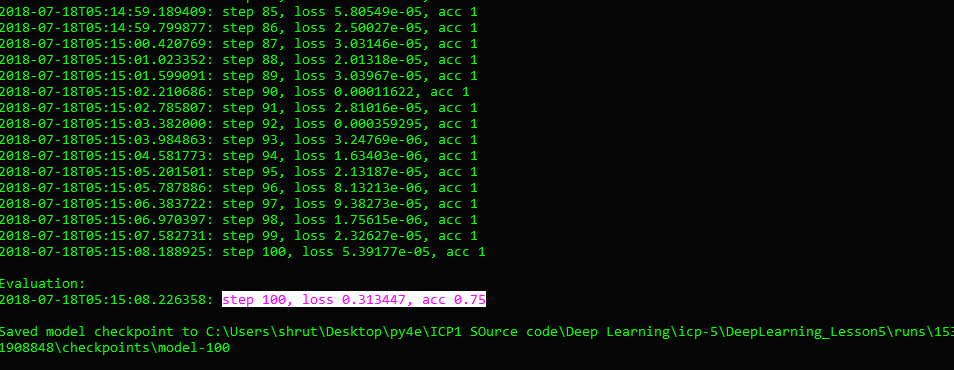 2018-07-18T05:14:59.189409: step 85, loss 5.80549e-05, acc 1
2018-07-18T05:14:59.799877: step 86, loss 2.50027e-05, acc 1
2018-07-18T05:15:00.420769: step 87, loss 3.03146e-05, acc 1
2018-07-18T05:15:01.023352: step 88, loss 2.01318e-05, acc 1
2018-07-18T05:15:01.599091: step 89, loss 3.03967e-05, acc 1
2018-07-18T05:15:02.210686: step 90, loss 0.00011622, acc 1
2018-07-18T05:15:02.785807: step 91, loss 2.81016e-05, acc 1
2018-07-18T05:15:03.382000: step 92, loss 0.000359295, acc 1
2018-07-18T05:15:03.984863: step 93, loss 3.24769e-06, acc 1
2018-07-18T05:15:04.581773: step 94, loss 1.63403e-06, acc 1
2018-07-18T05:15:05.201501: step 95, loss 2.13187e-05, acc 1
2018-07-18T05:15:05.787886: step 96, loss 8.13213e-06, acc 1
2018-07-18T05:15:06.383722: step 97, loss 9.38273e-05, acc 1
2018-07-18T05:15:06.970397: step 98, loss 1.75615e-06, acc 1
2018-07-18T05:15:07.582731: step 99, loss 2.32627e-05, acc 1
2018-07-18T05:15:08.188925: step 100, loss 5.39177e-05, acc 1
Evaluation:
2018-07-18T05:15:08.226358: step 100, loss 0.313447, acc 0.75
Saved model checkpoint to C:\Users\shrut\Desktop\py4e\ICP1 SOurce code\Deep Learning\icp-5\DeepLearning_Lesson5\runs\153
1908848\checkpoints\model-100